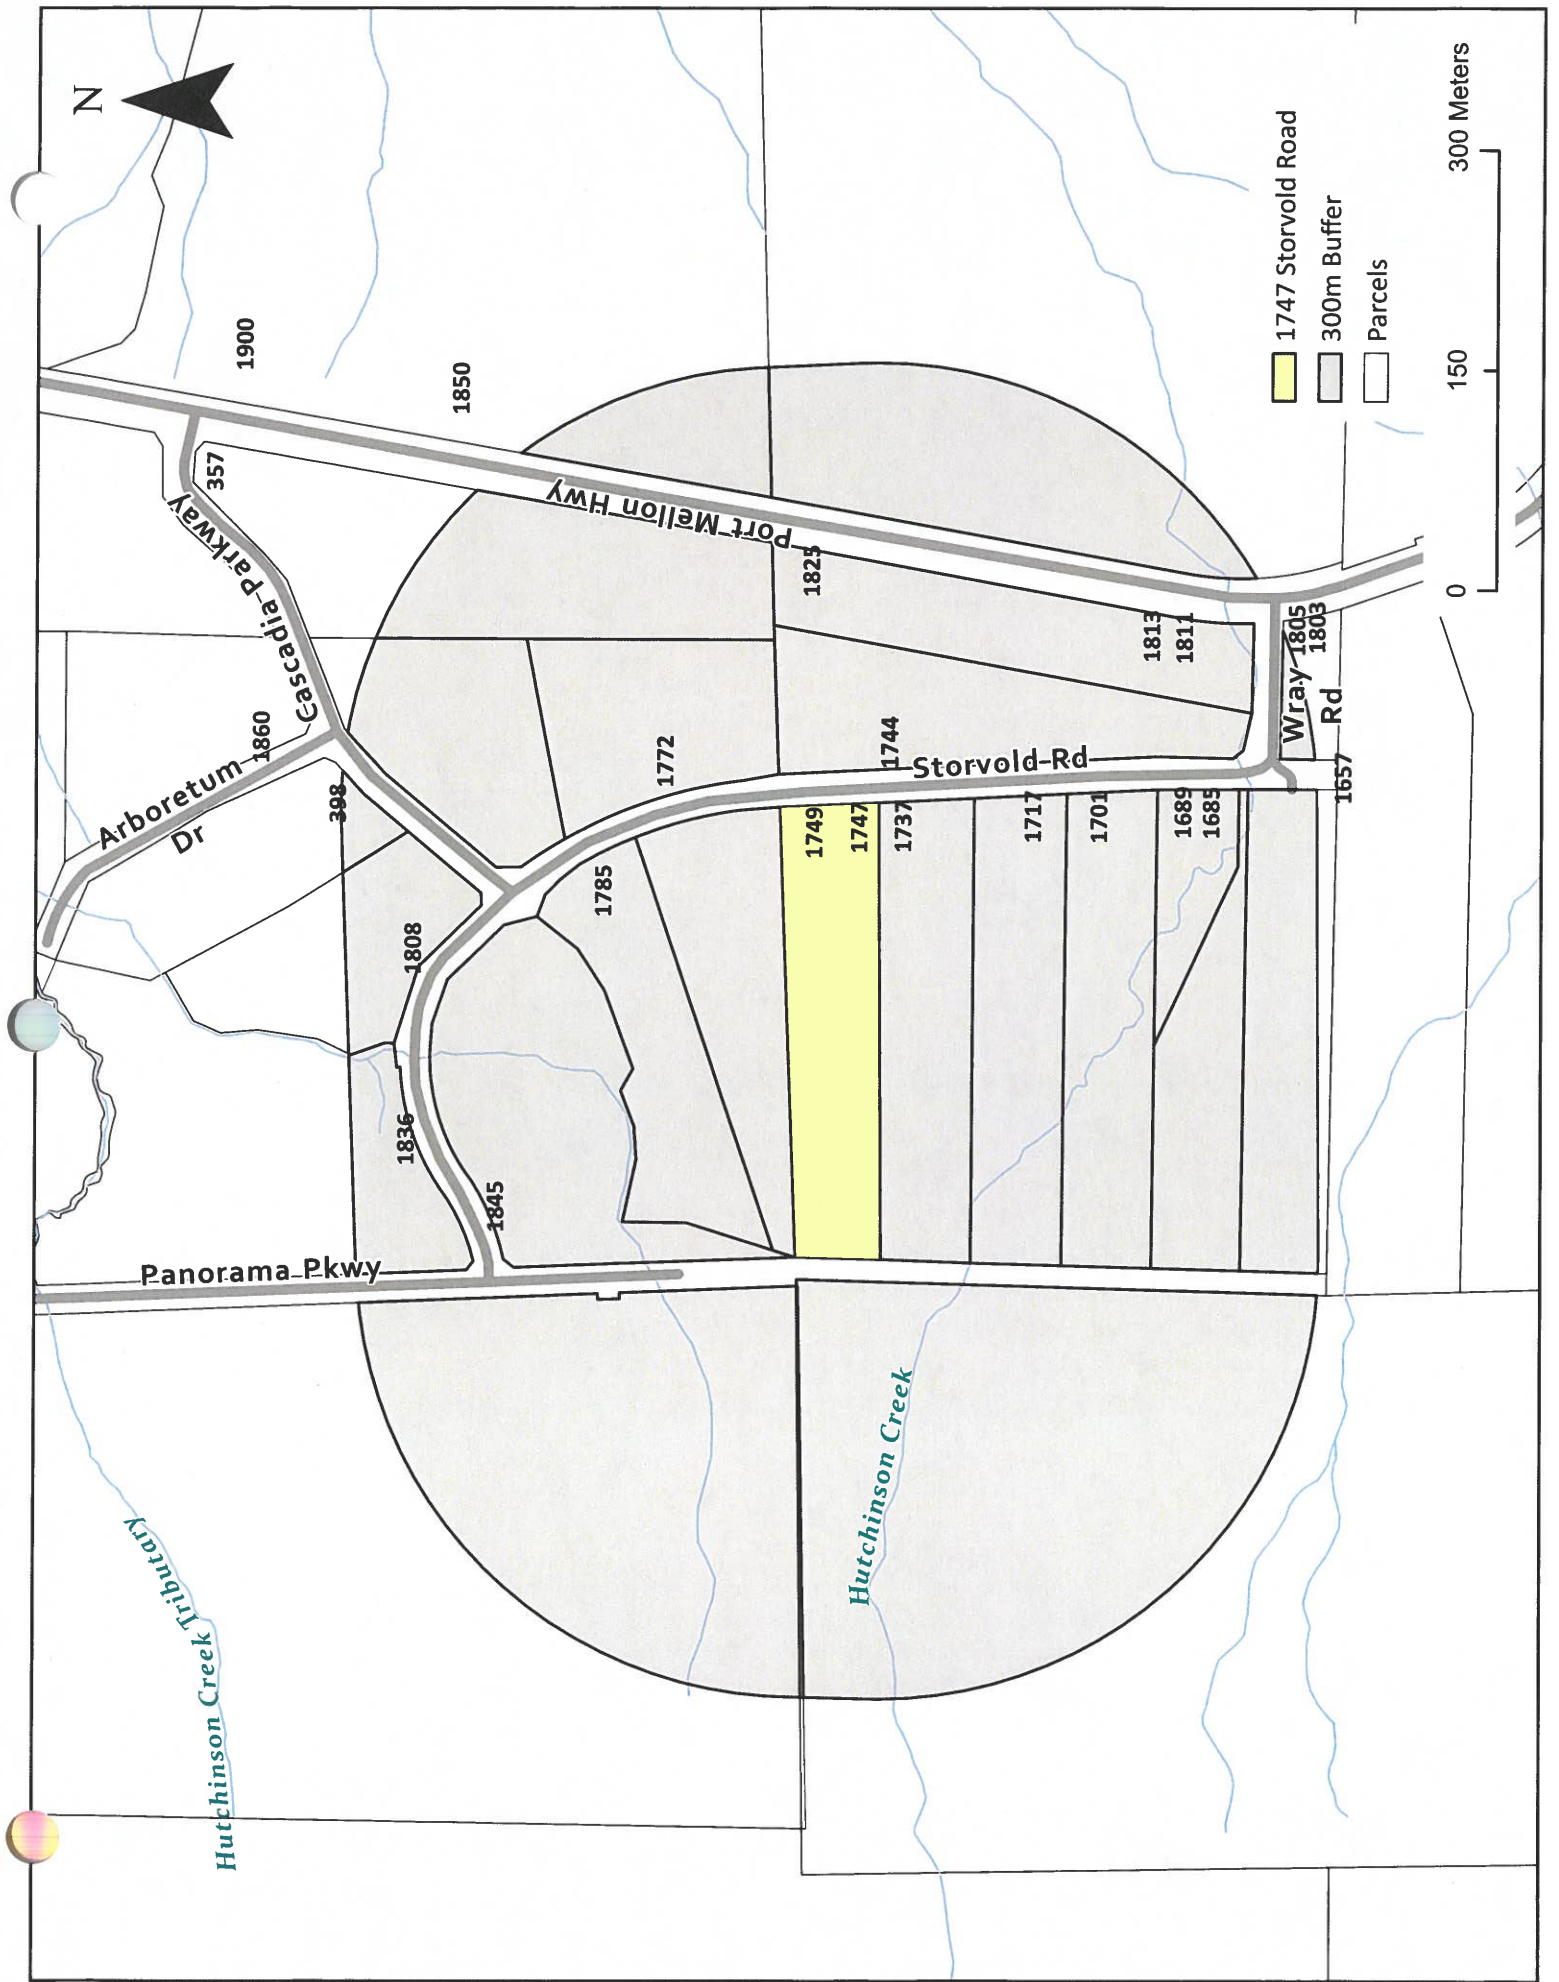 N
1900
1850
357
Cascadia Parkway
Port Mellon Hwy
1825
1813
1811
1805
1803
Wray
Rd
1657
1860
Arboretum
Dr
398
1772
1744
Storvold Rd
1808
1785
1749
1747
1737
1717
1701
1689
1685
1836
1845
Panorama Pkwy
Hutchinson Creek
Hutchinson Creek Tributary
1747 Storvold Road
300m Buffer
Parcels
0 150 300 Meters